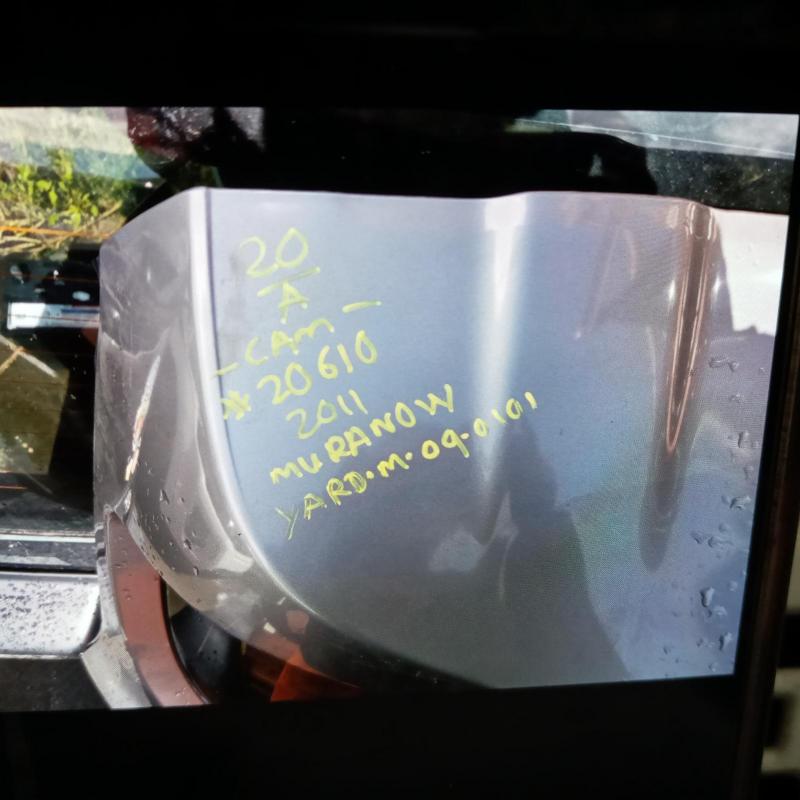 20
A
- CAM -
# 20610
2011
MURANOW
YARD.M.09.0101